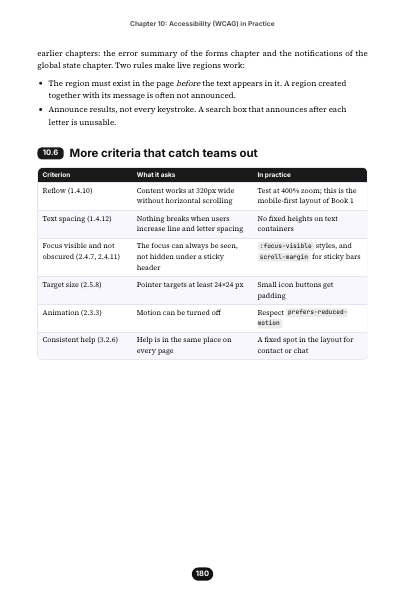 Chapter 10: Accessibility (WCAG) in Practice
earlier chapters: the error summary of the forms chapter and the notifications of the
global state chapter. Two rules make live regions work:
• The region must exist in the page before the text appears in it. A region created
together with its message is often not announced.
• Announce results, not every keystroke. A search box that announces after each
letter is unusable.
10.6 More criteria that catch teams out
Criterion What it asks In practice
Reflow (1.4.10) Content works at 320px wide Test at 400% zoom; this is the
without horizontal scrolling mobile-first layout of Book 1
Text spacing (1.4.12) Nothing breaks when users No fixed heights on text
increase line and letter spacing containers
Focus visible and not The focus can always be seen, :focus-visible styles, and
obscured (2.4.7, 2.4.11) not hidden under a sticky scroll-margin for sticky bars
header
Target size (2.5.8) Pointer targets at least 24×24 px Small icon buttons get
padding
Animation (2.3.3) Motion can be turned off Respect prefers-reduced-
motion
Consistent help (3.2.6) Help is in the same place on A fixed spot in the layout for
every page contact or chat
180